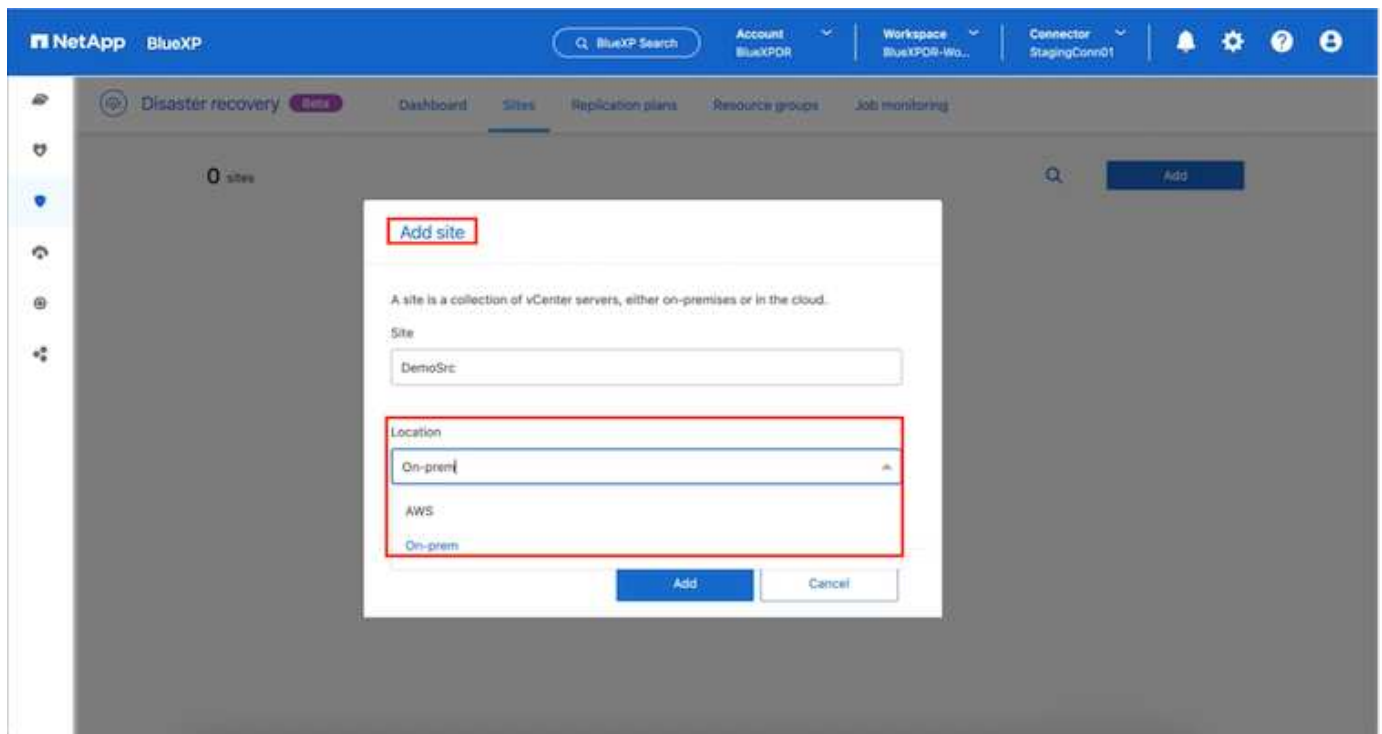 NetApp BlueXP
BlueXP Search
Account
BlueXPDR
Workspace
BlueXPDR-Wo...
Connector
StagingConn01
Disaster recovery Beta Dashboard Sites Replication plans Resource groups Job monitoring
0 sites
Add
Add site
A site is a collection of vCenter servers, either on-premises or in the cloud.
Site
DemoSrc
Location
On-prem
AWS
On-prem
Add Cancel